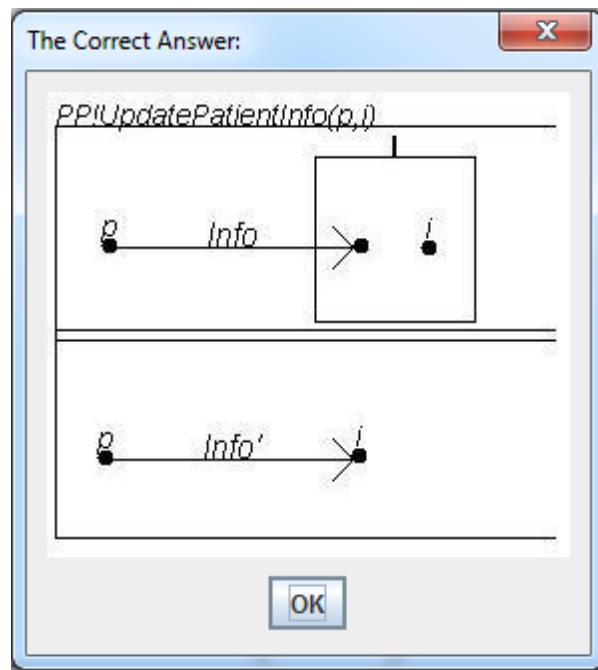 The Correct Answer:
PP!UpdatePatientInfo(p,i)
I
p Info i
p Info' i
OK